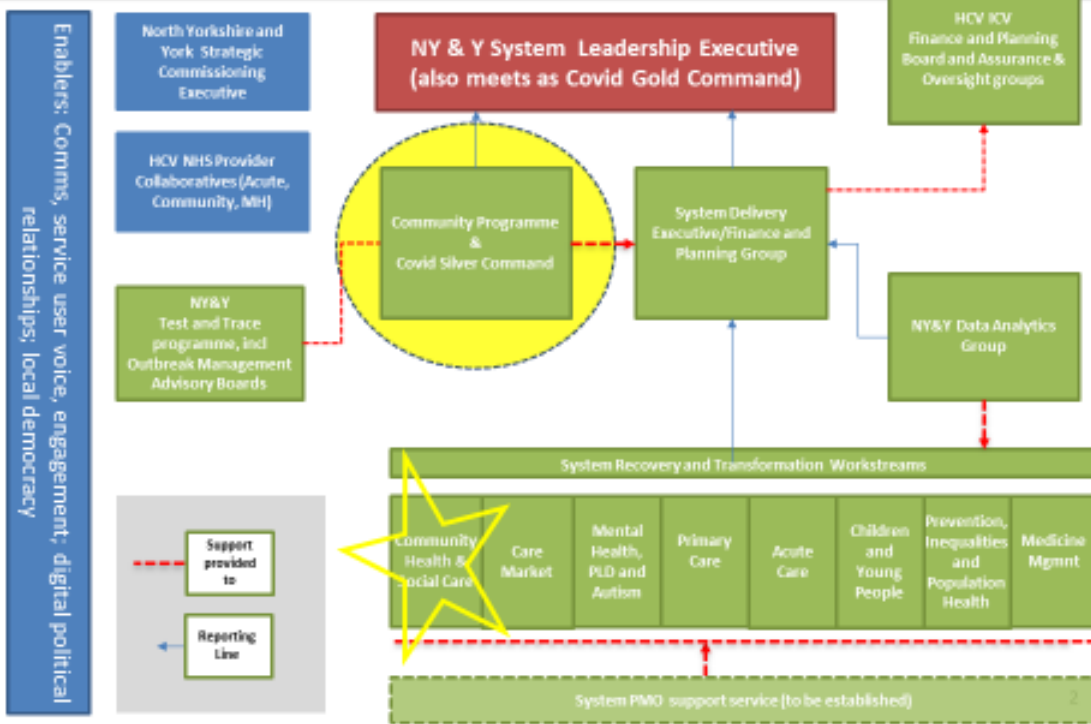 Enablers: Comms, service user voice, engagement; digital political
relationships; local democracy
North Yorkshire and
York Strategic
Commissioning
Executive
HCV NHS Provider
Collaboratives (Acute,
Community, MH)
NY & Y System Leadership Executive
(also meets as Covid Gold Command)
HCV ICV
Finance and Planning
Board and Assurance &
Oversight groups
Community Programme
&
Covid Silver Command
System Delivery
Executive/Finance and
Planning Group
NY&Y
Test and Trace
programme, incl
Outbreak Management
Advisory Boards
NY&Y Data Analytics
Group
System Recovery and Transformation Workstreams
Community
Health &
Social Care
Care
Market
Mental
Health,
PLD and
Autism
Primary
Care
Acute
Care
Children
and
Young
People
Prevention,
Inequalities
and
Population
Health
Medicine
Mgmnt
Support
provided
to
Reporting
Line
System PMO support service (to be established)
2